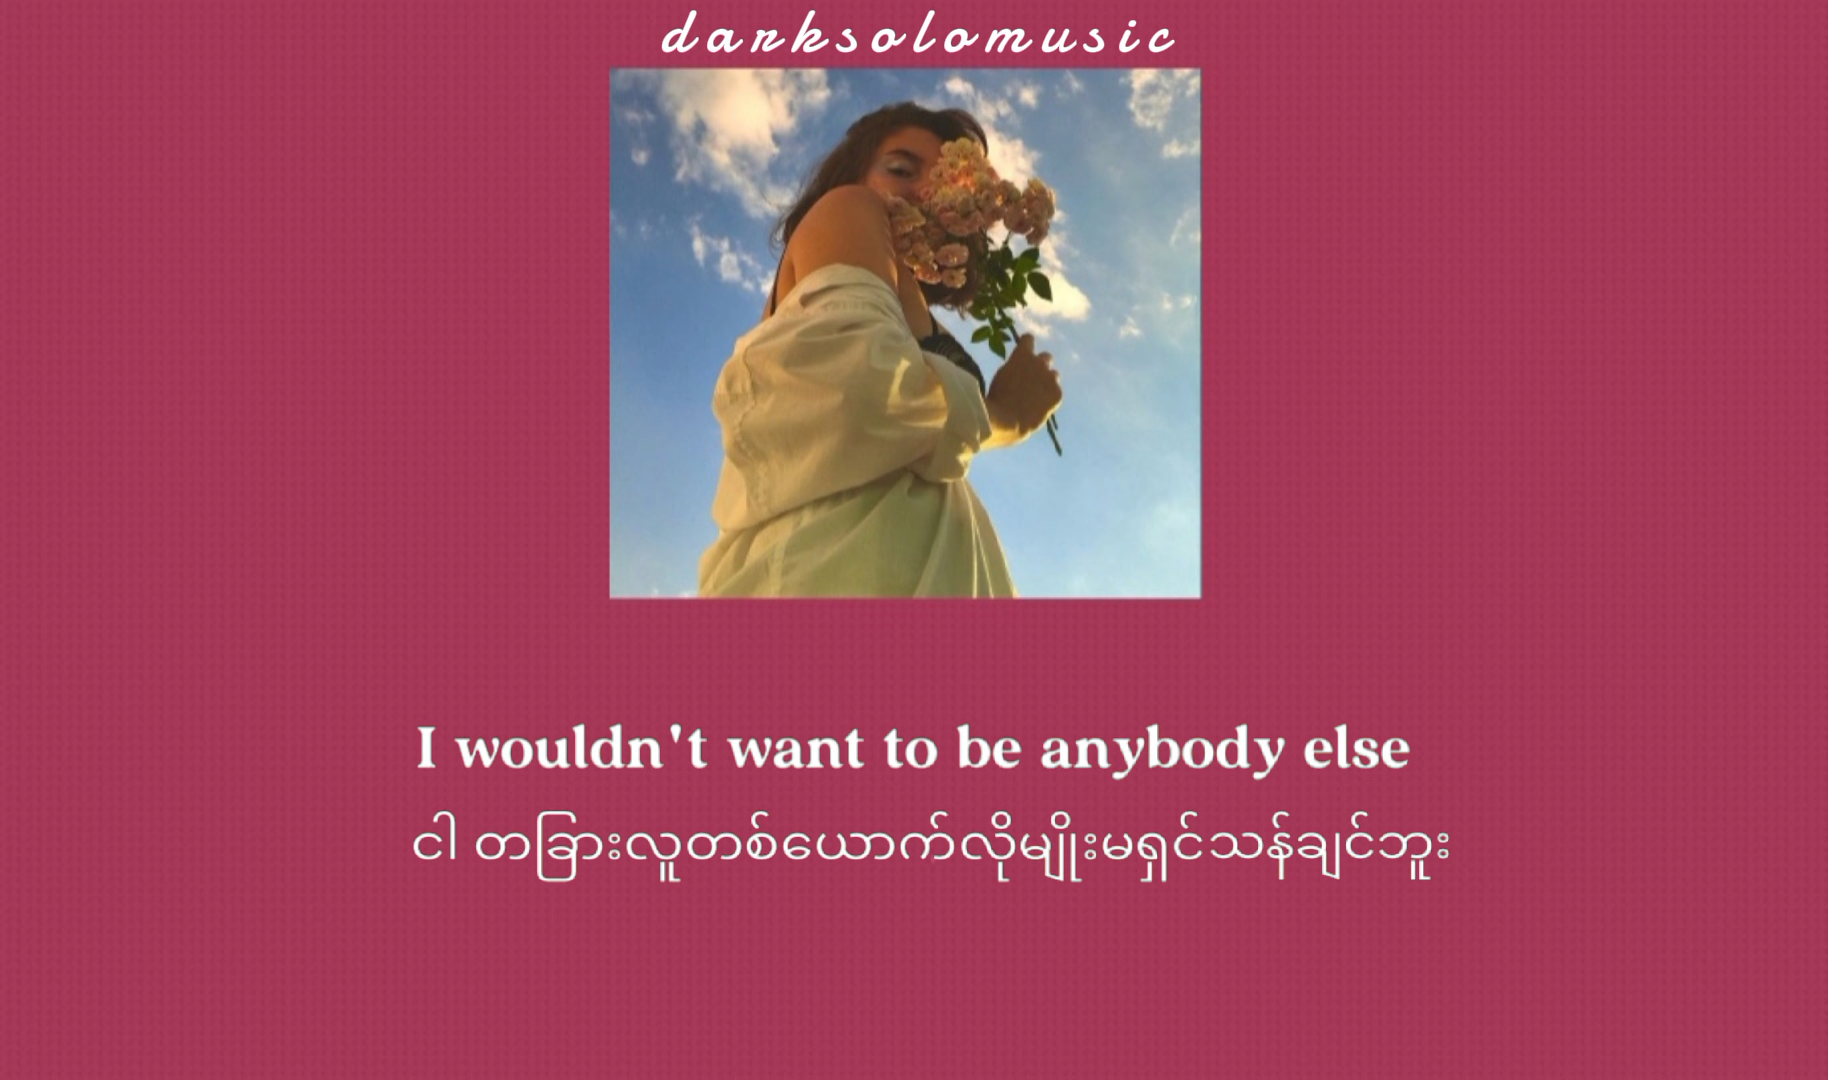 darksolomusic
I wouldn't want to be anybody else
ငါ တခြားလူတစ်ယောက်လိုမျိုးမရှင်သန်ချင်ဘူး